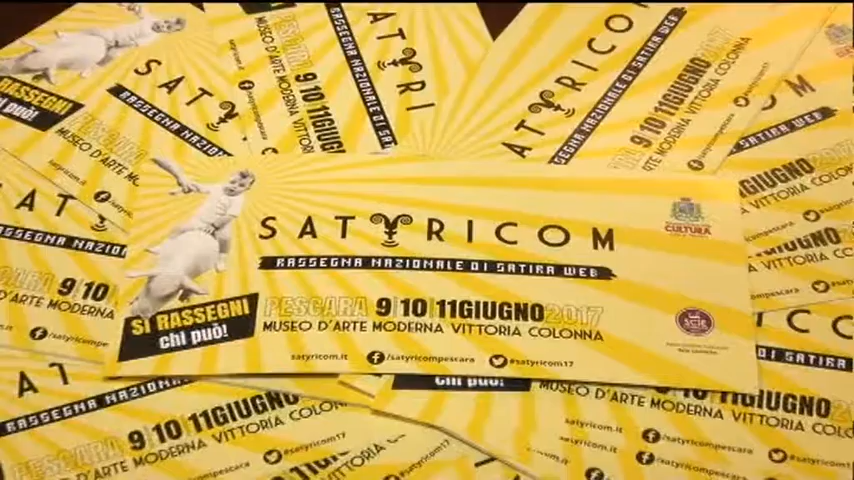 SATYRICOM
RASSEGNA NAZIONALE DI SATIRA WEB
SI RASSEGNI
chi può!
PESCARA 9|10|11GIUGNO2017
MUSEO D'ARTE MODERNA VITTORIA COLONNA
satyricom.it /satyricompescara #satyricom17
CULTURA
SCIE